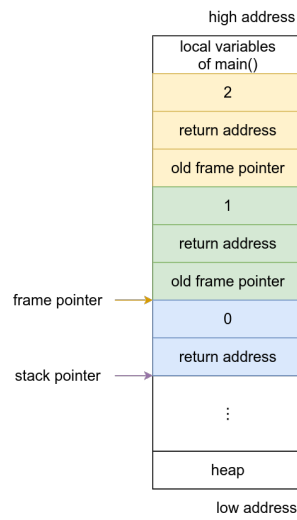 high address
local variables
of main()
2
return address
old frame pointer
1
return address
old frame pointer
frame pointer
0
return address
stack pointer
⋮
heap
low address